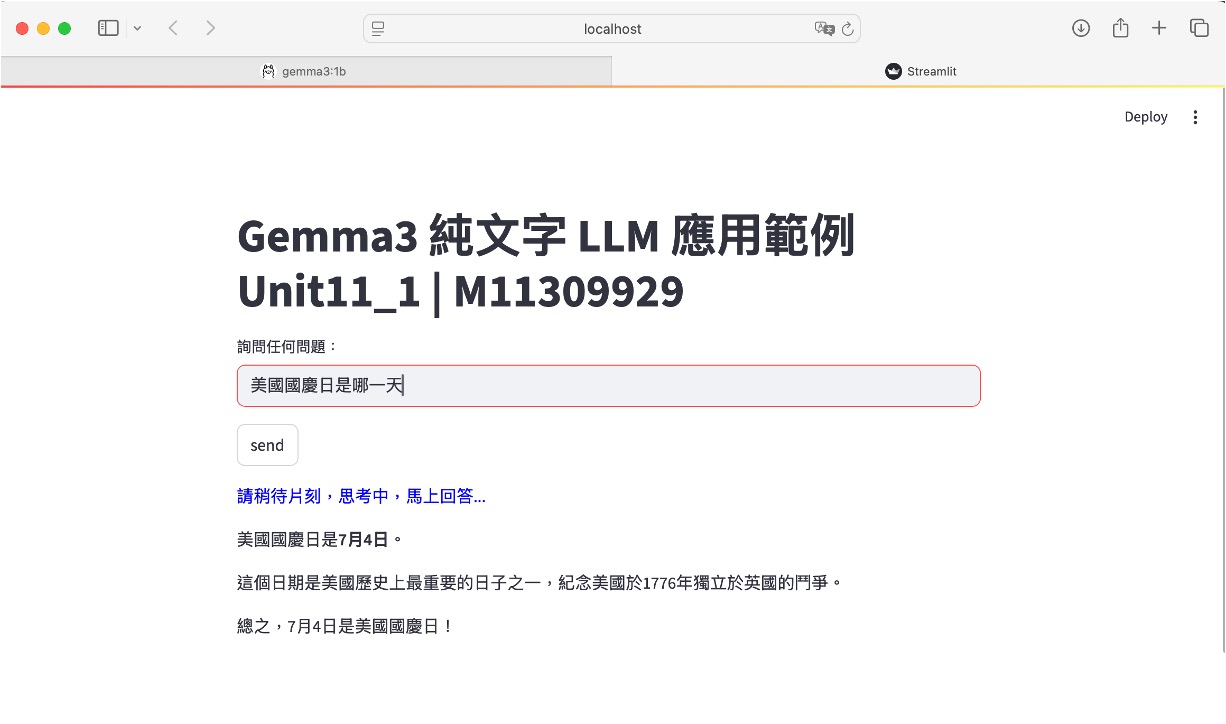 localhost
gemma3:1b
Streamlit
Deploy
Gemma3 純文字 LLM 應用範例
Unit11_1 | M11309929
詢問任何問題：
美國國慶日是哪一天
send
請稍待片刻，思考中，馬上回答...
美國國慶日是7月4日。
這個日期是美國歷史上最重要的日子之一，紀念美國於1776年獨立於英國的鬥爭。
總之，7月4日是美國國慶日！